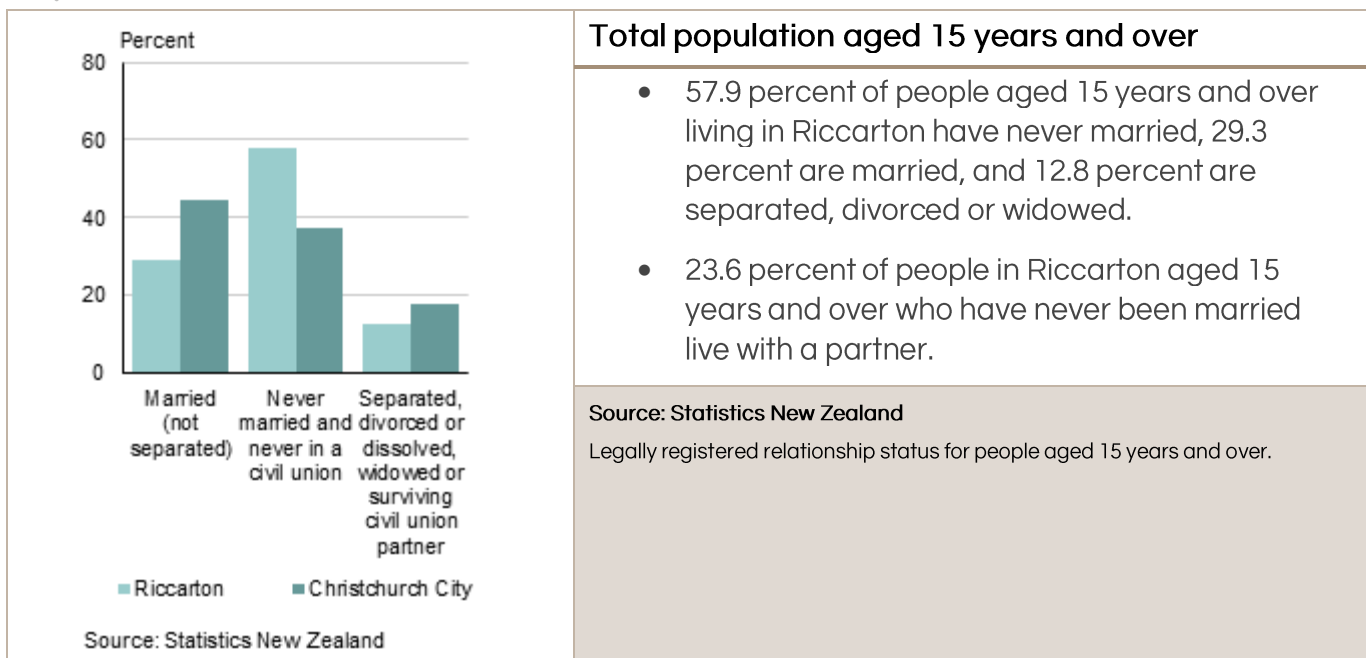 Percent
80
60
40
20
0
Married
(not
separated)
Never
married and
never in a
civil union
Separated,
divorced or
dissolved,
widowed or
surviving
civil union
partner
Riccarton
Christchurch City
Source: Statistics New Zealand
Total population aged 15 years and over
• 57.9 percent of people aged 15 years and over
living in Riccarton have never married, 29.3
percent are married, and 12.8 percent are
separated, divorced or widowed.
• 23.6 percent of people in Riccarton aged 15
years and over who have never been married
live with a partner.
Source: Statistics New Zealand
Legally registered relationship status for people aged 15 years and over.